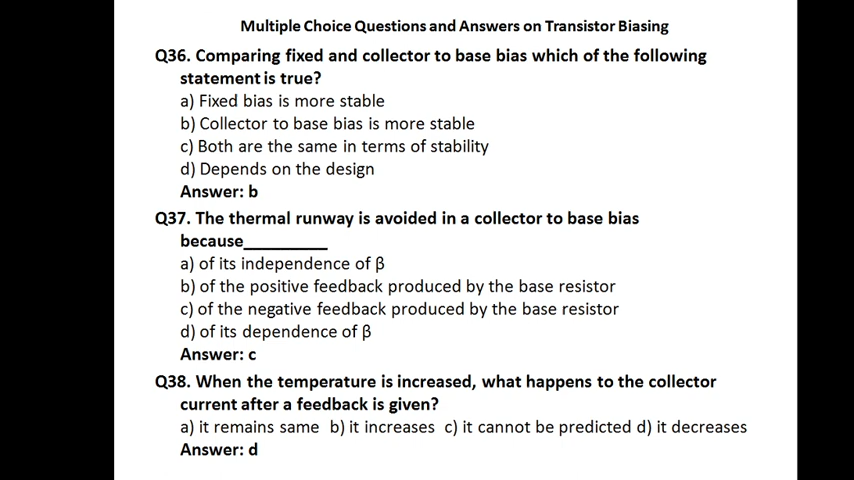 Multiple Choice Questions and Answers on Transistor Biasing
Q36. Comparing fixed and collector to base bias which of the following
statement is true?
a) Fixed bias is more stable
b) Collector to base bias is more stable
c) Both are the same in terms of stability
d) Depends on the design
Answer: b
Q37. The thermal runway is avoided in a collector to base bias
because_________
a) of its independence of β
b) of the positive feedback produced by the base resistor
c) of the negative feedback produced by the base resistor
d) of its dependence of β
Answer: c
Q38. When the temperature is increased, what happens to the collector
current after a feedback is given?
a) it remains same b) it increases c) it cannot be predicted d) it decreases
Answer: d